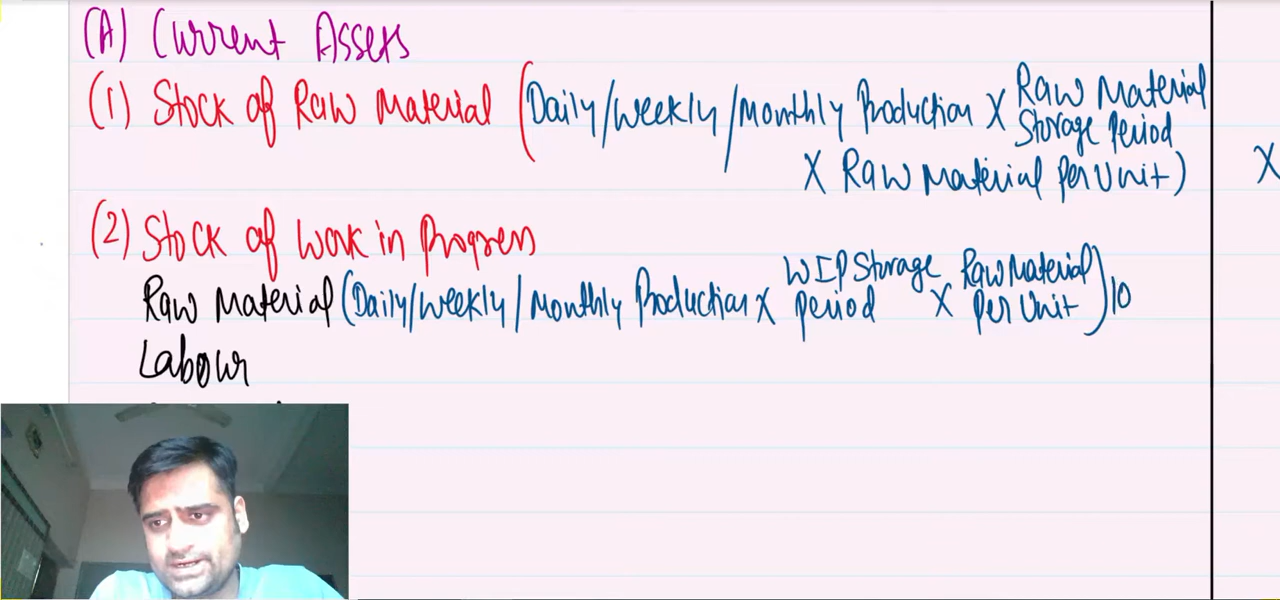 (A) Current Assets
(1) Stock of Raw Material (Daily/Weekly/Monthly Production X Raw Material Storage Period
X Raw Material Per Unit) X
(2) Stock of Work in Progress
Raw Material (Daily/Weekly/Monthly Production X WIP Storage Period X Raw Material Per Unit) 10
Labour